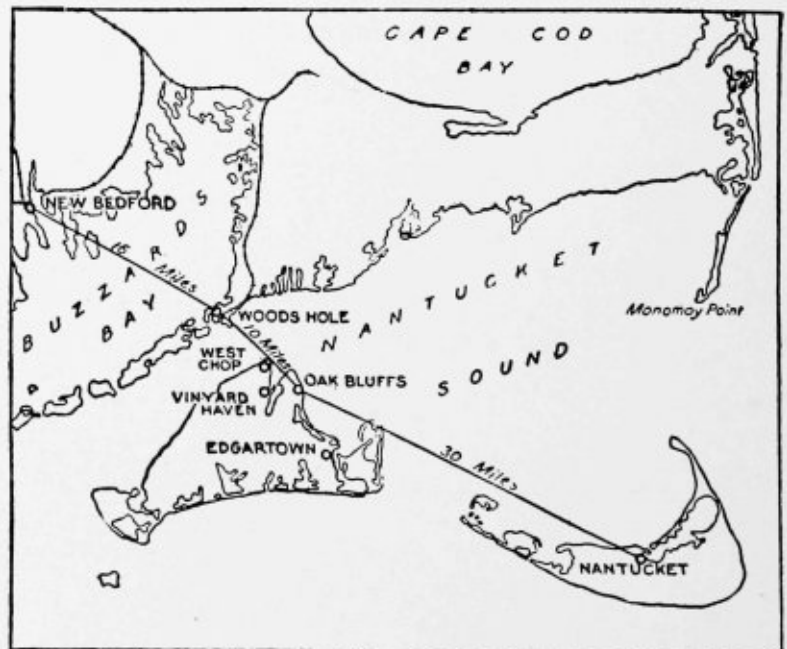 CAPE COD
BAY
NEW BEDFORD
15 Miles
BUZZARDS
BAY
NANTUCKET
SOUND
Monomoy Point
WOODS HOLE
10 Miles
WEST
CHOP
OAK BLUFFS
VINYARD
HAVEN
EDGARTOWN
30 Miles
NANTUCKET